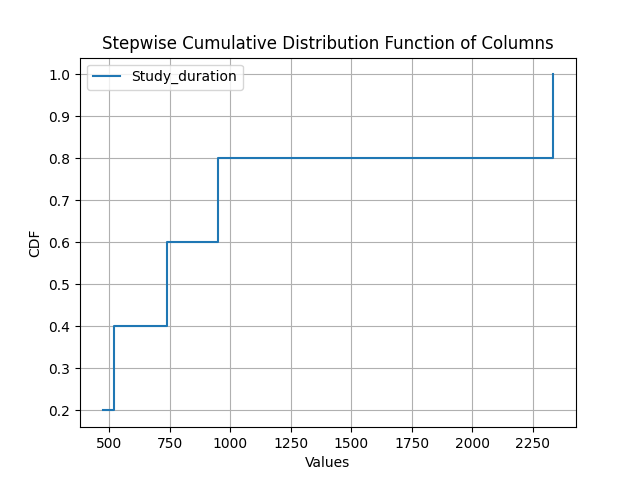 Stepwise Cumulative Distribution Function of Columns
Study_duration
CDF
1.0
0.9
0.8
0.7
0.6
0.5
0.4
0.3
0.2
500 750 1000 1250 1500 1750 2000 2250
Values